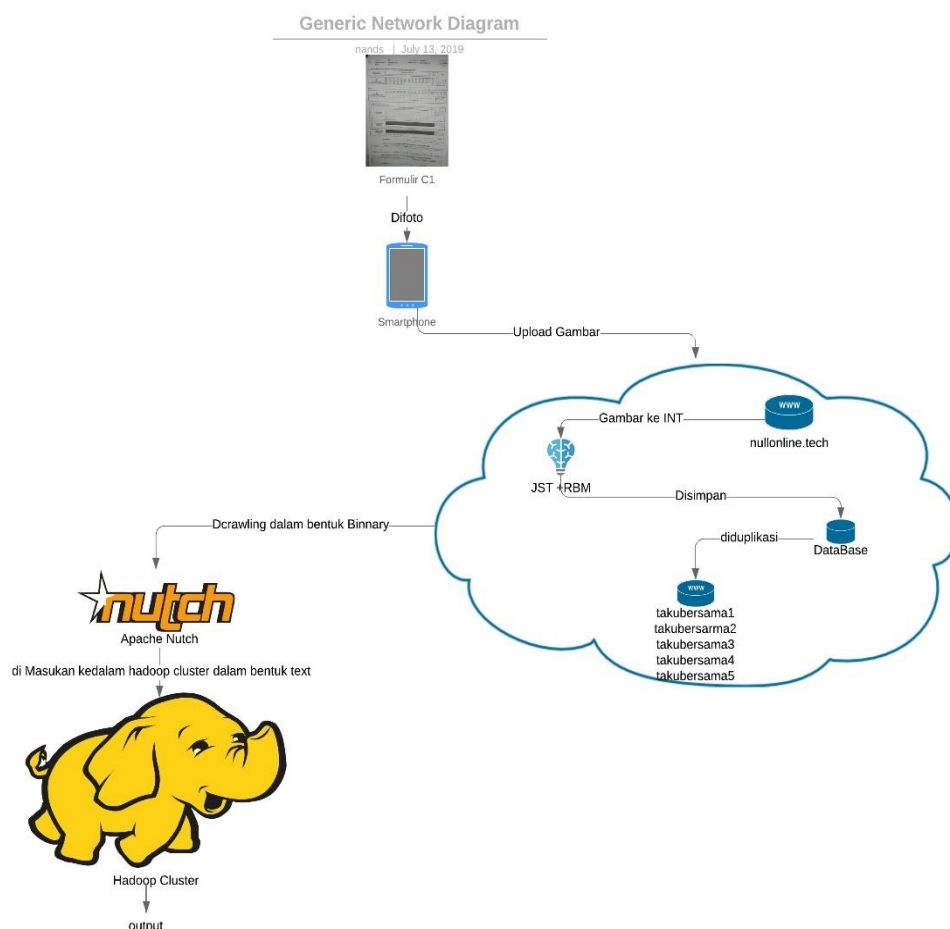 Generic Network Diagram
nands | July 13, 2019
Formulir C1
Difoto
Smartphone
Upload Gambar
www
nullonline.tech
Gambar ke INT
JST +RBM
Disimpan
DataBase
diduplikasi
www
takubersama1
takubersarma2
takubersama3
takubersama4
takubersama5
Dcrawling dalam bentuk Binnary
nutch
Apache Nutch
di Masukan kedalam hadoop cluster dalam bentuk text
Hadoop Cluster
output